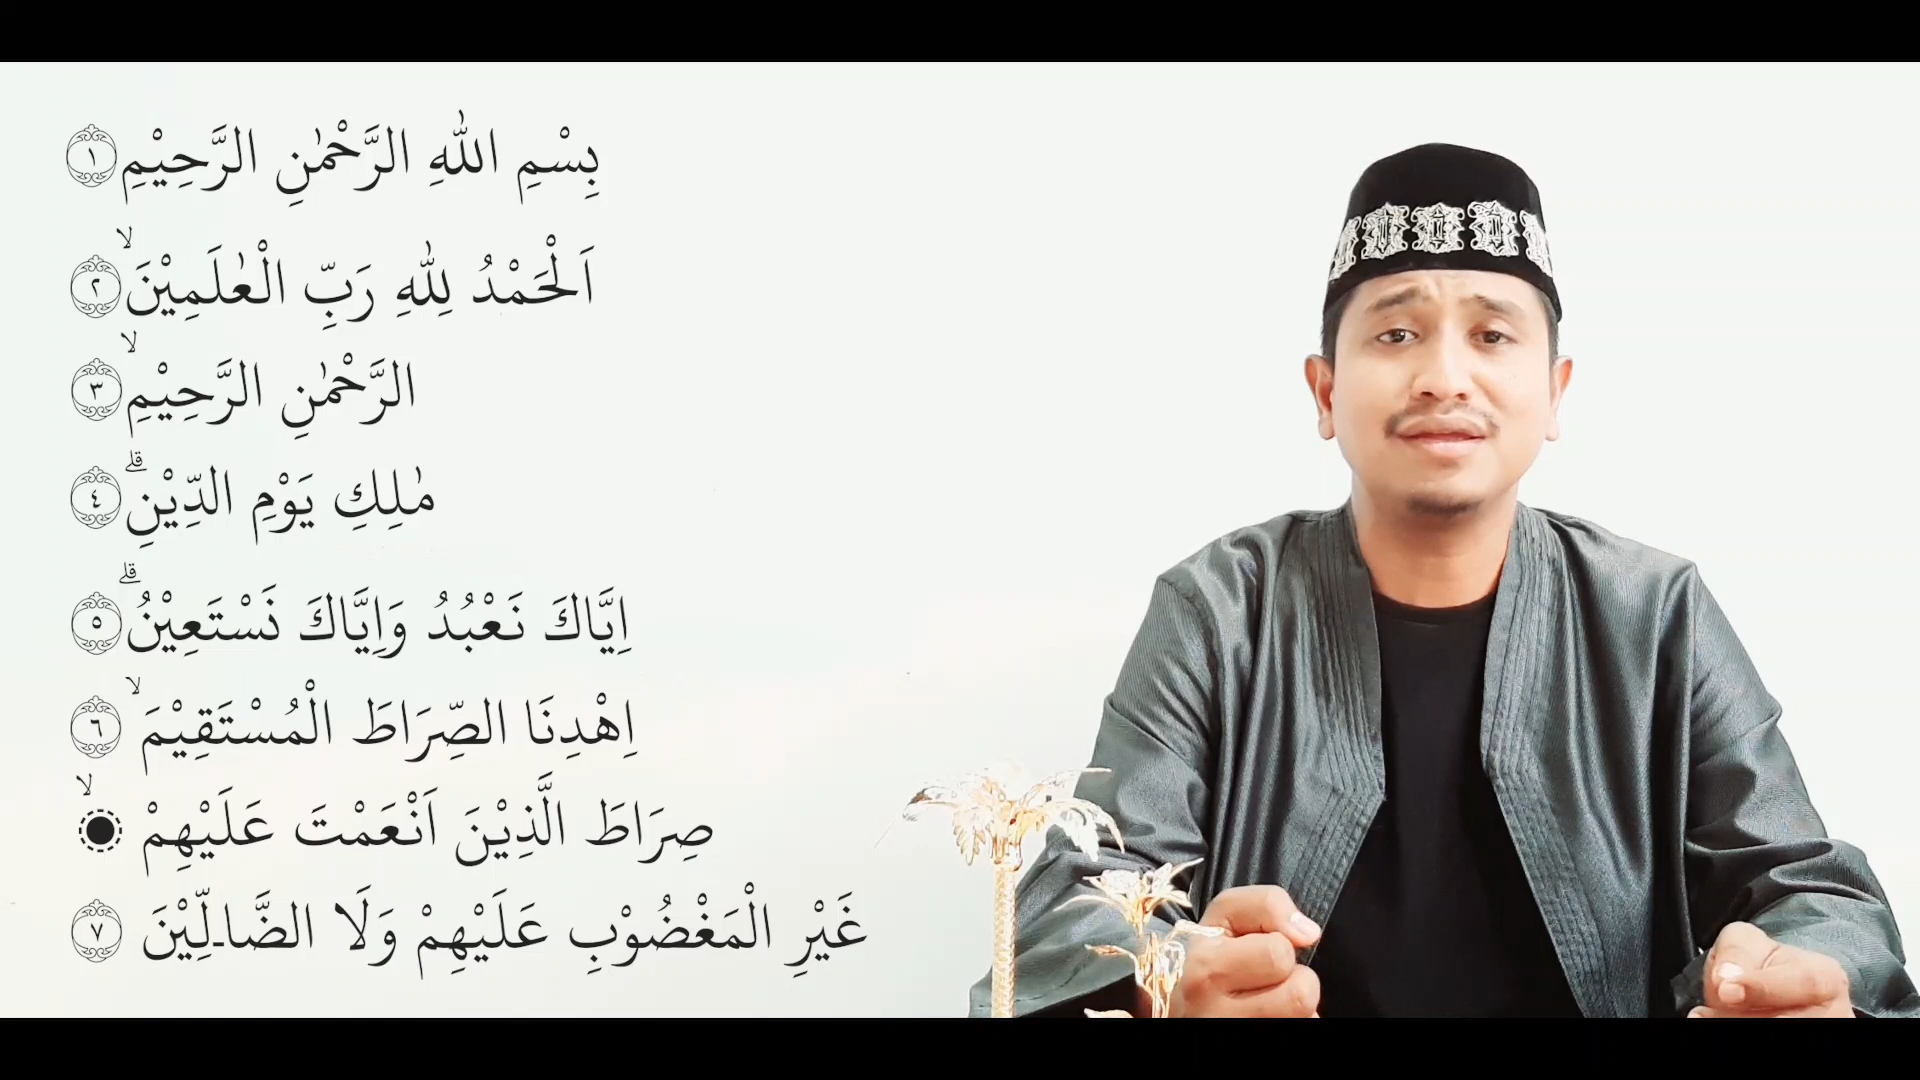 بِسْمِ اللّٰهِ الرَّحْمٰنِ الرَّحِيْمِ ١
اَلْحَمْدُ لِلّٰهِ رَبِّ الْعٰلَمِيْنَۙ ٢
الرَّحْمٰنِ الرَّحِيْمِۙ ٣
مٰلِكِ يَوْمِ الدِّيْنِۗ ٤
اِيَّاكَ نَعْبُدُ وَاِيَّاكَ نَسْتَعِيْنُۗ ٥
اِهْدِنَا الصِّرَاطَ الْمُسْتَقِيْمَۙ ٦
صِرَاطَ الَّذِيْنَ اَنْعَمْتَ عَلَيْهِمْۙ
غَيْرِ الْمَغْضُوْبِ عَلَيْهِمْ وَلَا الضَّاۤلِّيْنَ ٧